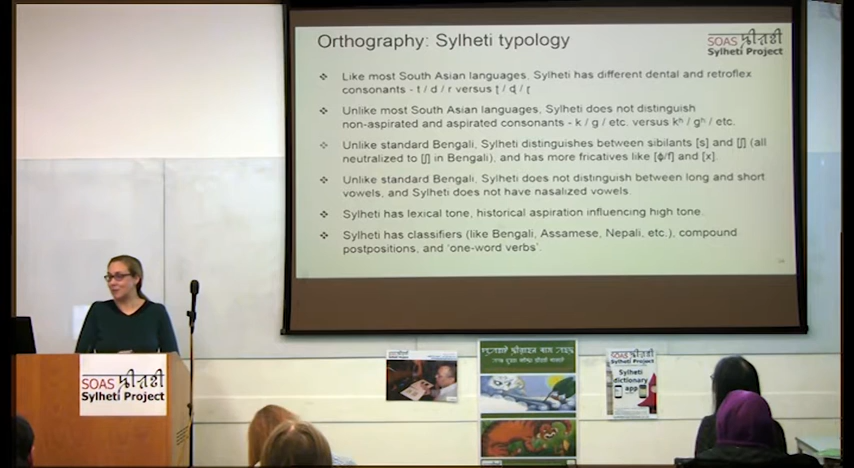 Orthography: Sylheti typology
SOAS
Sylheti Project
❖ Like most South Asian languages, Sylheti has different dental and retroflex
consonants - t / d / r versus ʈ / ɖ / ɽ
❖ Unlike most South Asian languages, Sylheti does not distinguish
non-aspirated and aspirated consonants - k / g / etc. versus kʰ / gʰ / etc.
❖ Unlike standard Bengali, Sylheti distinguishes between sibilants [s] and [ʃ] (all
neutralized to [ʃ] in Bengali), and has more fricatives like [ɸ/f] and [x].
❖ Unlike standard Bengali, Sylheti does not distinguish between long and short
vowels, and Sylheti does not have nasalized vowels.
❖ Sylheti has lexical tone, historical aspiration influencing high tone.
❖ Sylheti has classifiers (like Bengali, Assamese, Nepali, etc.), compound
postpositions, and 'one-word verbs'.
SOAS
Sylheti Project
SOAS
Sylheti Project
Sylheti
dictionary
app